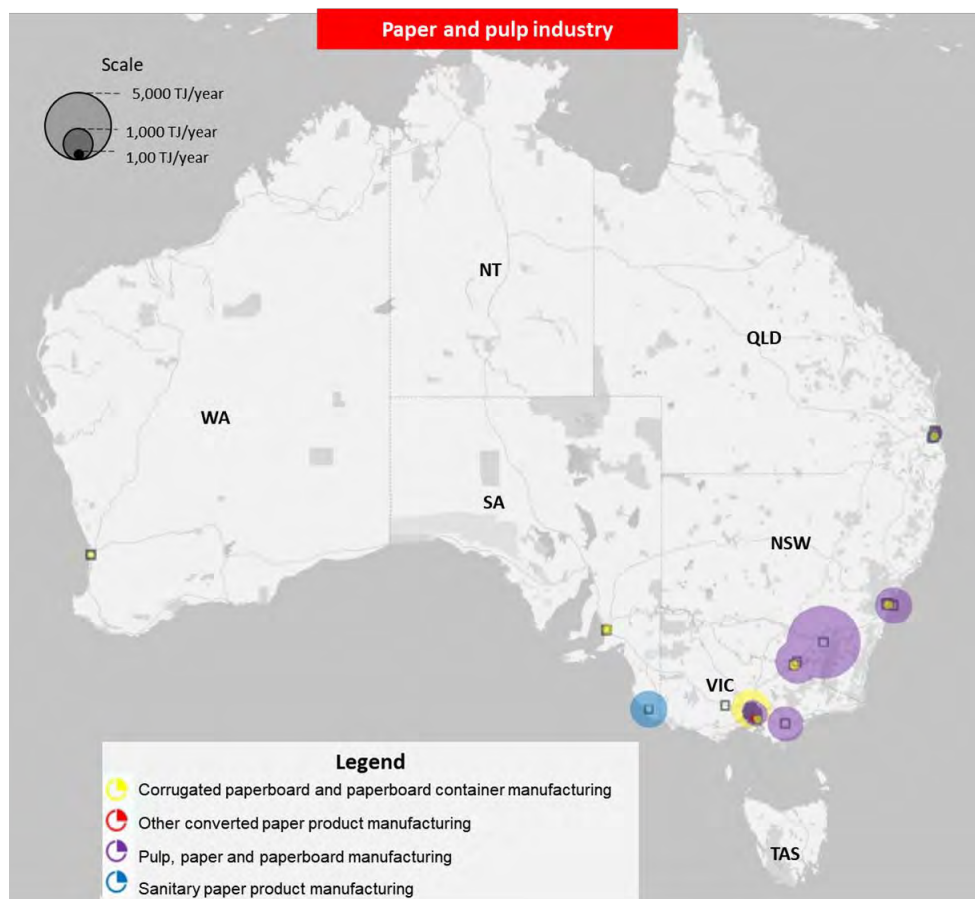 Paper and pulp industry
Scale
5,000 TJ/year
1,000 TJ/year
1,00 TJ/year
NT
QLD
WA
SA
NSW
VIC
TAS
Legend
Corrugated paperboard and paperboard container manufacturing
Other converted paper product manufacturing
Pulp, paper and paperboard manufacturing
Sanitary paper product manufacturing